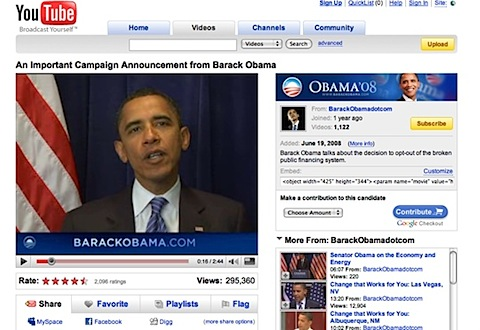 Sign Up | QuickList (0) | Help | Sign In | Site:
YouTube
Broadcast Yourself™
Home Videos Channels Community
Videos Search advanced Upload
An Important Campaign Announcement from Barack Obama
BARACKOBAMA.COM
0:16 / 2:44
Rate: 2,096 ratings Views: 295,360
Share Favorite Playlists Flag
MySpace Facebook Digg (more share options)
OBAMA'08
From: BarackObamadotcom
Joined: 1 year ago
Videos: 1,122
Subscribe
Added: June 19, 2008 (More info)
Barack Obama talks about the decision to opt-out of the broken
public financing system.
Embed: Customize
<object width="425" height="344"><param name="movie" value="h
Make a contribution to this candidate
Choose Amount: Contribute
Google Checkout
More From: BarackObamadotcom
Senator Obama on the Economy and
Energy
06:07 From: BarackObamadotcom
Views: 220
Change that Works for You: Las Vegas,
NV
13:20 From: BarackObamadotcom
Views: 12,904
Change that Works for You:
Albuquerque, NM
From: BarackObamadotcom